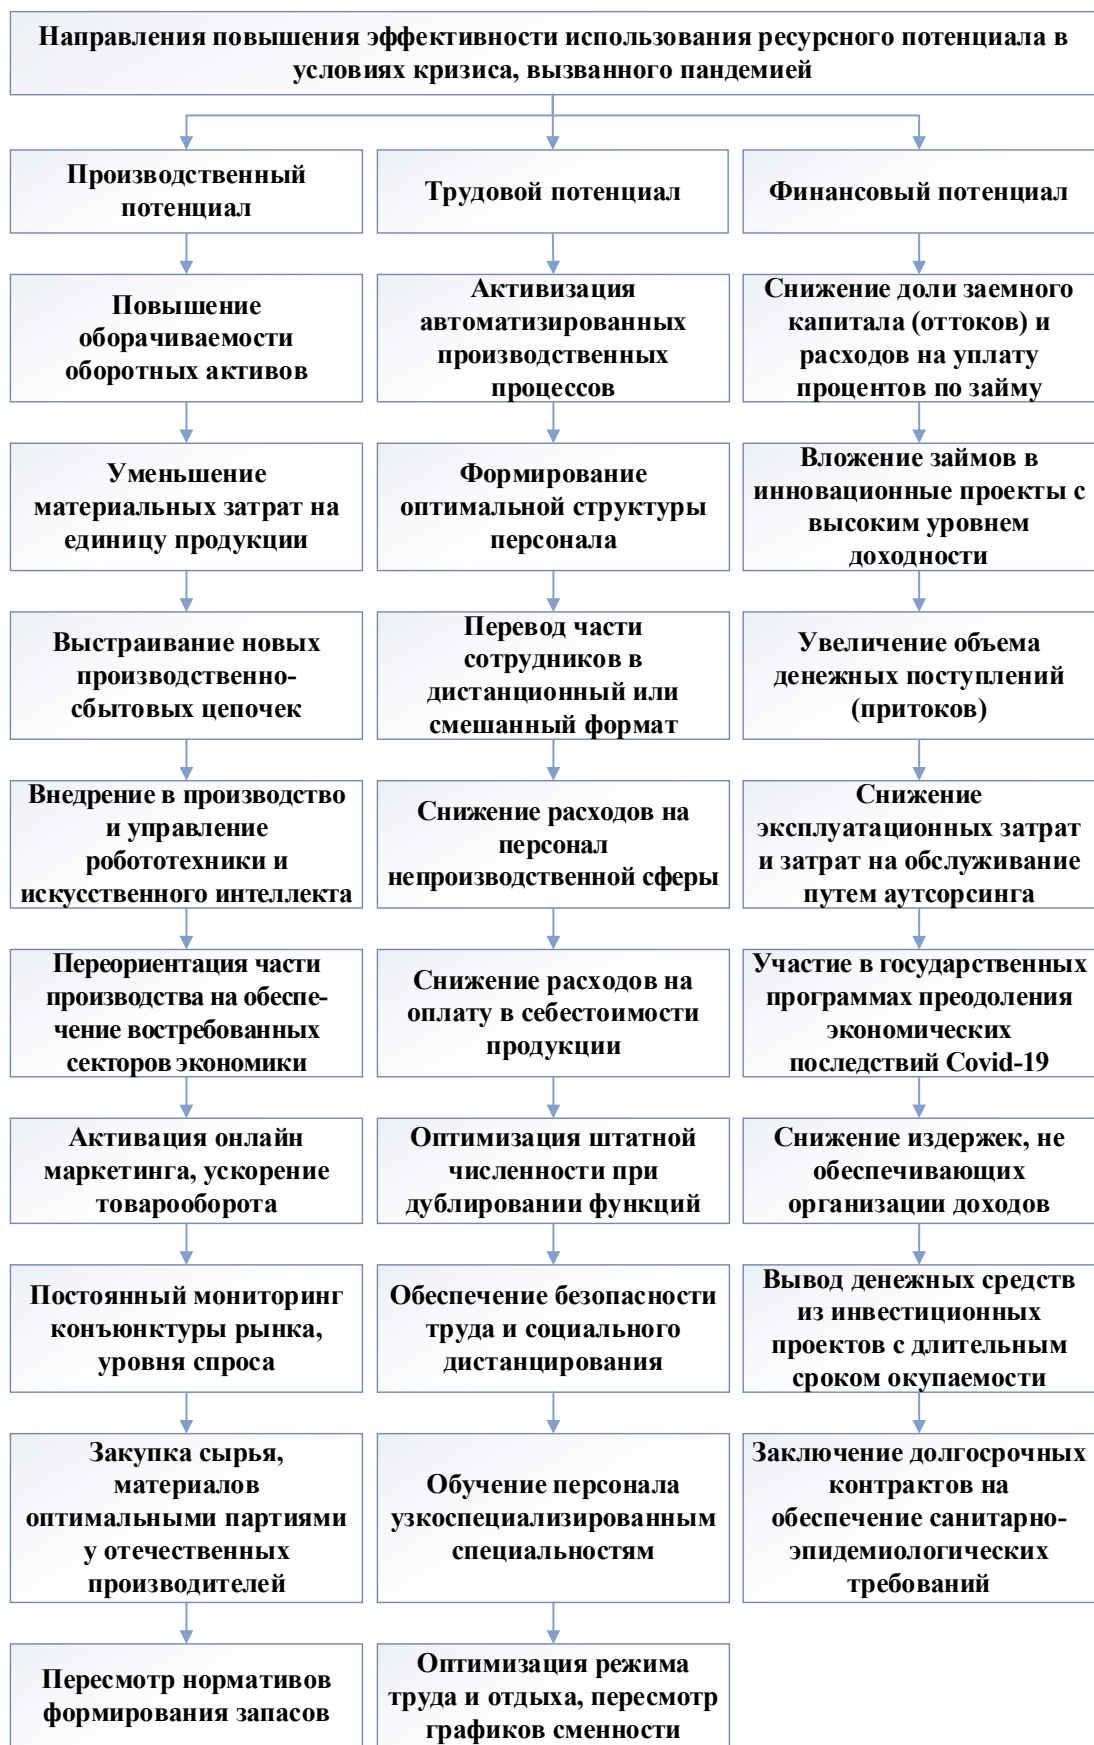 Направления повышения эффективности использования ресурсного потенциала в
условиях кризиса, вызванного пандемией
Производственный
потенциал
Трудовой потенциал
Финансовый потенциал
Повышение
оборачиваемости
оборотных активов
Активизация
автоматизированных
производственных
процессов
Снижение доли заемного
капитала (оттоков) и
расходов на уплату
процентов по займу
Уменьшение
материальных затрат на
единицу продукции
Формирование
оптимальной структуры
персонала
Вложение займов в
инновационные проекты с
высоким уровнем
доходности
Выстраивание новых
производственно-
сбытовых цепочек
Перевод части
сотрудников в
дистанционный или
смешанный формат
Увеличение объема
денежных поступлений
(притоков)
Внедрение в производство
и управление
робототехники и
искусственного интеллекта
Снижение расходов на
персонал
непроизводственной сферы
Снижение
эксплуатационных затрат
и затрат на обслуживание
путем аутсорсинга
Переориентация части
производства на обеспе-
чение востребованных
секторов экономики
Снижение расходов на
оплату в себестоимости
продукции
Участие в государственных
программах преодоления
экономических
последствий Covid-19
Активация онлайн
маркетинга, ускорение
товарооборота
Оптимизация штатной
численности при
дублировании функций
Снижение издержек, не
обеспечивающих
организации доходов
Постоянный мониторинг
конъюнктуры рынка,
уровня спроса
Обеспечение безопасности
труда и социального
дистанцирования
Вывод денежных средств
из инвестиционных
проектов с длительным
сроком окупаемости
Закупка сырья,
материалов
оптимальными партиями
у отечественных
производителей
Обучение персонала
узкоспециализированным
специальностям
Заключение долгосрочных
контрактов на
обеспечение санитарно-
эпидемиологических
требований
Пересмотр нормативов
формирования запасов
Оптимизация режима
труда и отдыха, пересмотр
графиков сменности